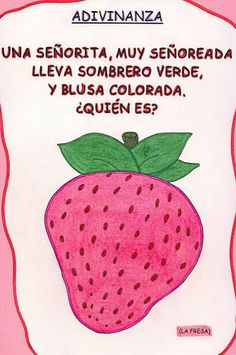 ADIVINANZA
UNA SEÑORITA, MUY SEÑOREADA
LLEVA SOMBRERO VERDE,
Y BLUSA COLORADA.
¿QUIÉN ES?
(LA FRESA)